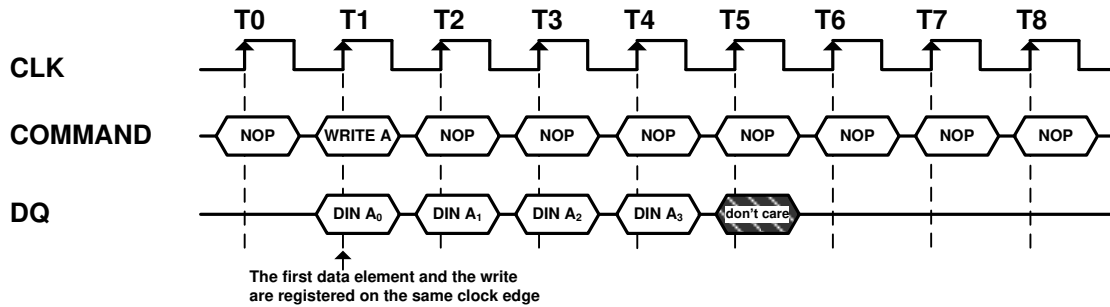 T0 T1 T2 T3 T4 T5 T6 T7 T8
CLK
COMMAND NOP WRITE A NOP NOP NOP NOP NOP NOP NOP
DQ DIN A₀ DIN A₁ DIN A₂ DIN A₃ don't care
The first data element and the write
are registered on the same clock edge